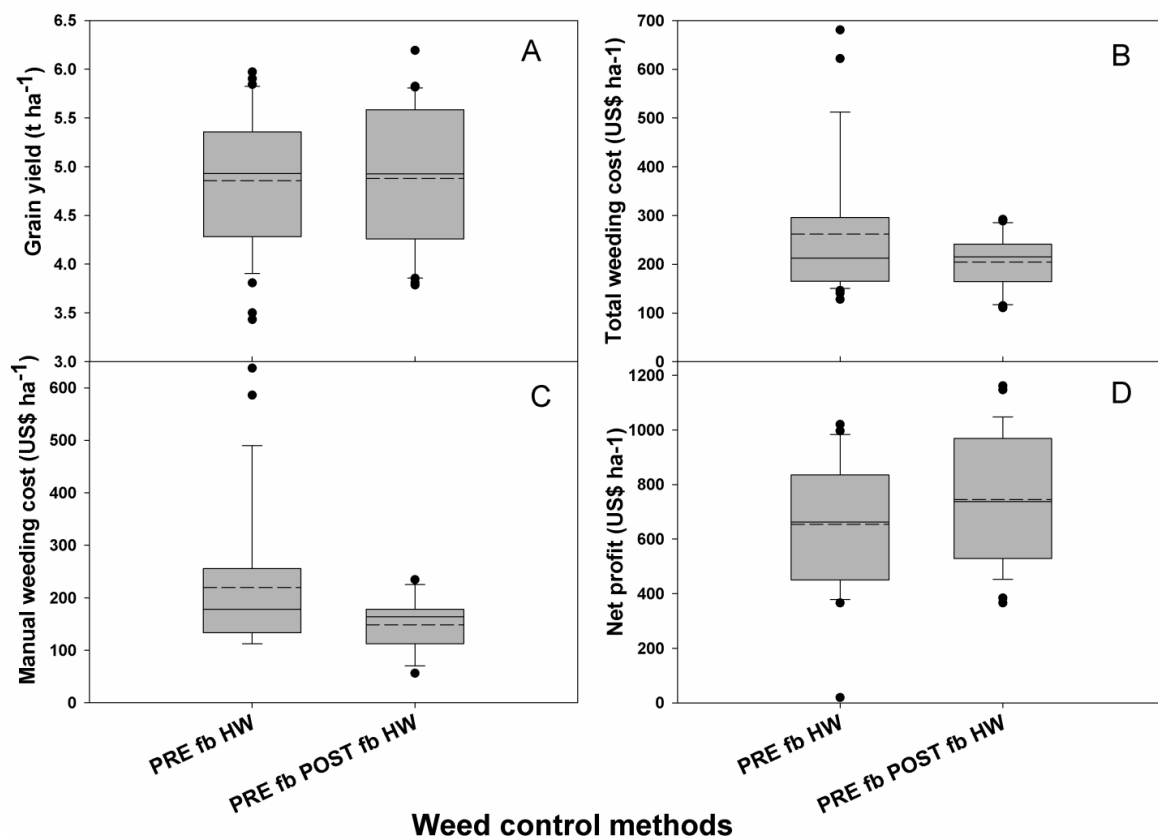 A
Grain yield (t ha-1)
6.5
6.0
5.5
5.0
4.5
4.0
3.5
3.0
B
Total weeding cost (US$ ha-1)
700
600
500
400
300
200
100
0
C
Manual weeding cost (US$ ha-1)
600
500
400
300
200
100
0
PRE fb HW
PRE fb POST fb HW
D
Net profit (US$ ha-1)
1200
1000
800
600
400
200
0
PRE fb HW
PRE fb POST fb HW
Weed control methods